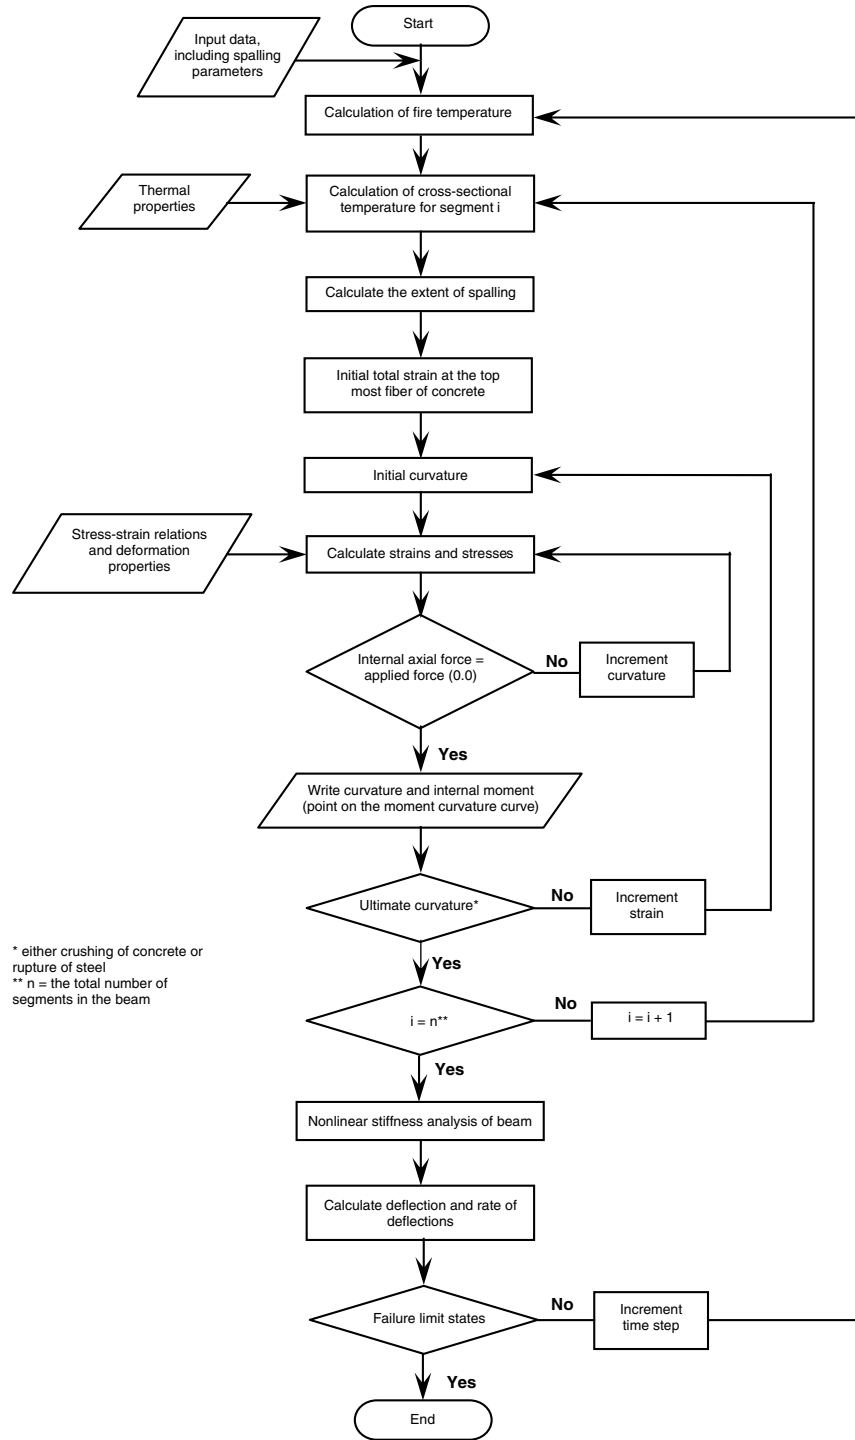 Start
Input data,
including spalling
parameters
Calculation of fire temperature
Thermal
properties
Calculation of cross-sectional
temperature for segment i
Calculate the extent of spalling
Initial total strain at the top
most fiber of concrete
Initial curvature
Stress-strain relations
and deformation
properties
Calculate strains and stresses
Internal axial force =
applied force (0.0)
No
Increment
curvature
Yes
Write curvature and internal moment
(point on the moment curvature curve)
Ultimate curvature*
No
Increment
strain
Yes
* either crushing of concrete or
rupture of steel
** n = the total number of
segments in the beam
i = n**
No
i = i + 1
Yes
Nonlinear stiffness analysis of beam
Calculate deflection and rate of
deflections
Failure limit states
No
Increment
time step
Yes
End